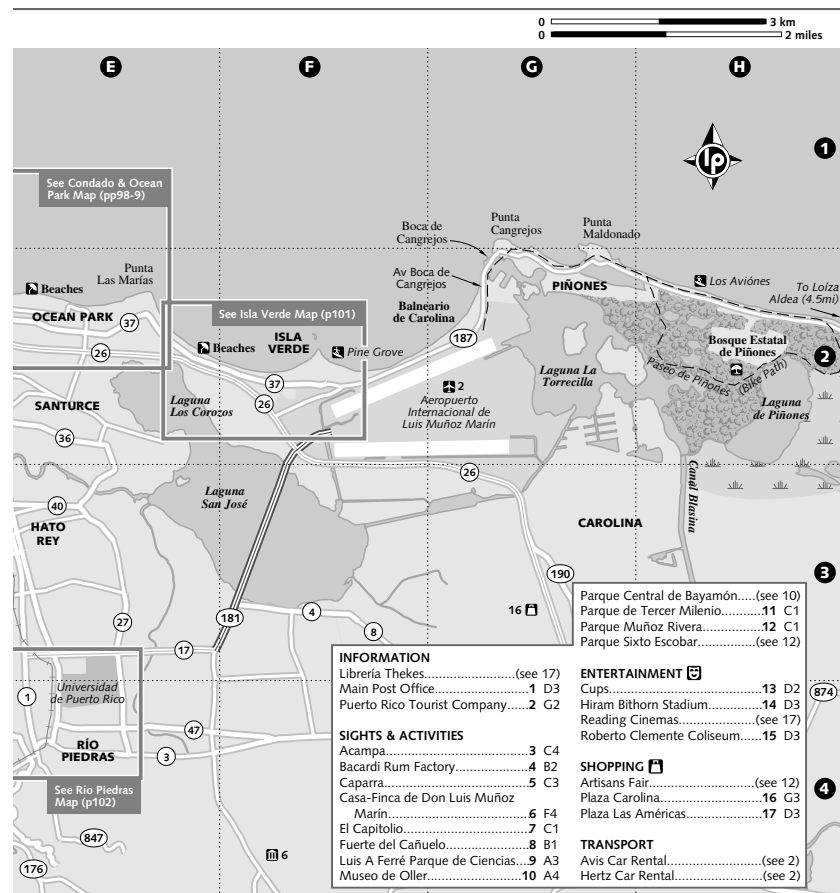 0 3 km
0 2 miles
E F G H
lp
1
See Condado & Ocean
Park Map (pp98-9)
Punta
Cangrejos
Boca de
Cangrejos
Punta
Maldonado
Punta
Las Marías
Av Boca de
Cangrejos
Los Aviónes
To Loíza
Aldea (4.5mi)
Beaches
PIÑONES
OCEAN PARK
37
See Isla Verde Map (p101)
Balneario
de Carolina
187
ISLA
VERDE
Beaches
Pine Grove
Bosque Estatal
de Piñones
2
26
37
2
Aeropuerto
Internacional de
Luis Muñoz Marín
Laguna La
Torrecilla
Paseo de Piñones (Bike Path)
Laguna
de Piñones
Laguna
Los Corozos
26
SANTURCE
36
26
Canal Blasina
Laguna
San José
40
HATO
REY
CAROLINA
3
190
27
181
4
8
16
17
1
Universidad
de Puerto Rico
47
RÍO
PIEDRAS
3
874
See Río Piedras
Map (p102)
847
176
6
4
INFORMATION
Librería Thekes.....(see 17)
Main Post Office.....1 D3
Puerto Rico Tourist Company.....2 G2
SIGHTS & ACTIVITIES
Acampa.....3 C4
Bacardi Rum Factory.....4 B2
Caparra.....5 C3
Casa-Finca de Don Luis Muñoz
Marín.....6 F4
El Capitolio.....7 C1
Fuerte del Cañuelo.....8 B1
Luis A Ferré Parque de Ciencias...9 A3
Museo de Oller.....10 A4
Parque Central de Bayamón.....(see 10)
Parque de Tercer Milenio.....11 C1
Parque Muñoz Rivera.....12 C1
Parque Sixto Escobar.....(see 12)
ENTERTAINMENT
Cups.....13 D2
Hiram Bithorn Stadium.....14 D3
Reading Cinemas.....(see 17)
Roberto Clemente Coliseum.....15 D3
SHOPPING
Artisans Fair.....(see 12)
Plaza Carolina.....16 G3
Plaza Las Américas.....17 D3
TRANSPORT
Avis Car Rental.....(see 2)
Hertz Car Rental.....(see 2)